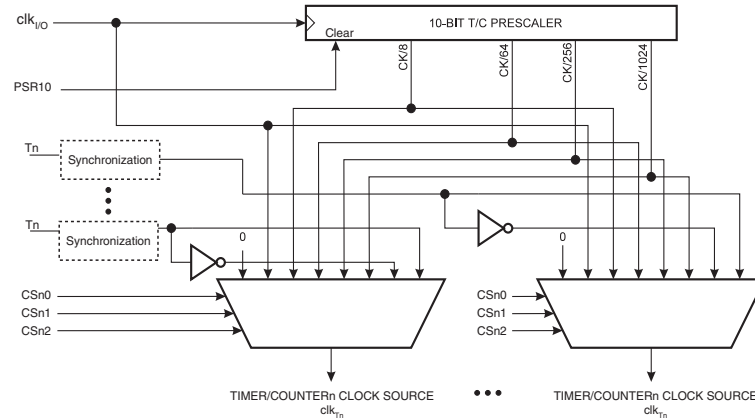 clkI/O
10-BIT T/C PRESCALER
Clear
CK/8
CK/64
CK/256
CK/1024
PSR10
Tn
Synchronization
Tn
Synchronization
0
0
CSn0
CSn1
CSn2
CSn0
CSn1
CSn2
TIMER/COUNTERn CLOCK SOURCE
clkTn
TIMER/COUNTERn CLOCK SOURCE
clkTn